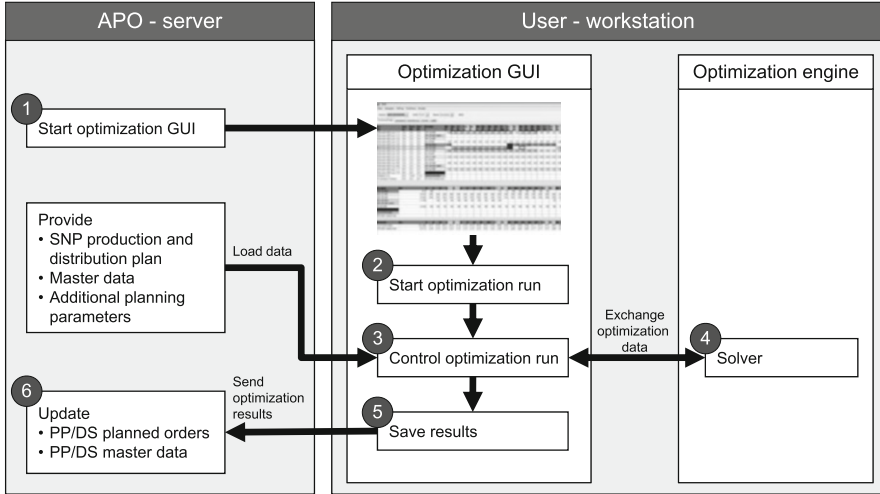 APO - server
User - workstation
Optimization GUI
Optimization engine
1
Start optimization GUI
Provide
• SNP production and
distribution plan
• Master data
• Additional planning
parameters
Load data
2
Start optimization run
3
Control optimization run
Exchange
optimization
data
4
Solver
Send
optimization
results
5
Save results
6
Update
• PP/DS planned orders
• PP/DS master data